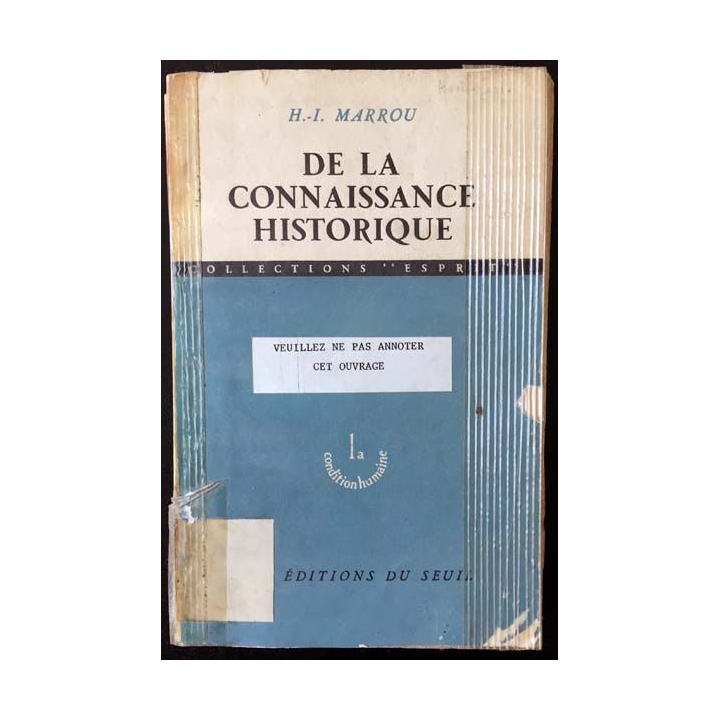 H.-I. MARROU
DE LA
CONNAISSANCE
HISTORIQUE
COLLECTIONS "ESPRIT"
VEUILLEZ NE PAS ANNOTER
CET OUVRAGE
la
condition humaine
ÉDITIONS DU SEUIL